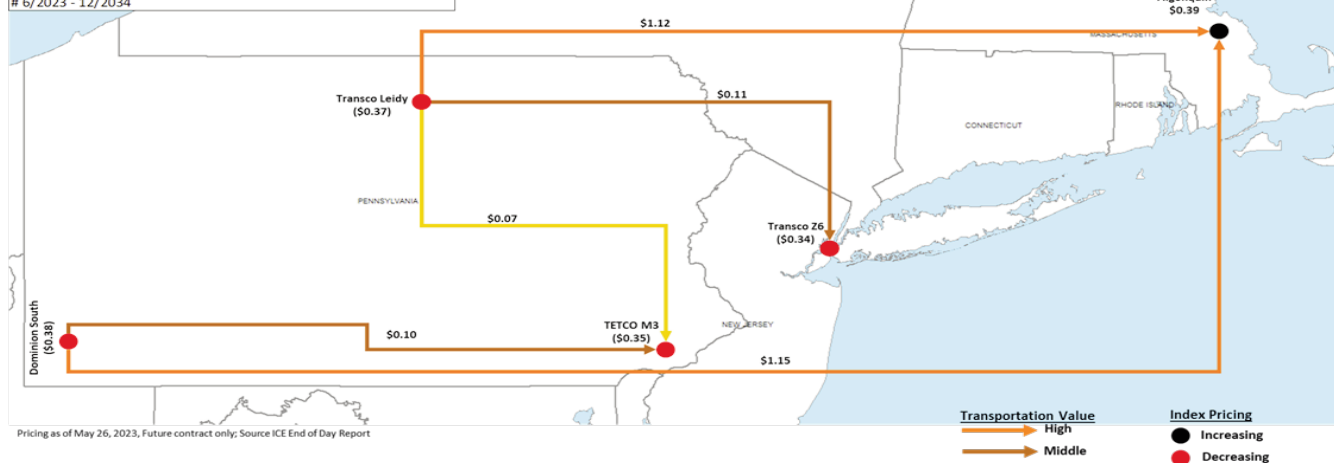 # 6/2023 - 12/2034
$0.39
$1.12
MASSACHUSETTS
Transco Leidy
($0.37)
$0.11
RHODE ISLAND
CONNECTICUT
PENNSYLVANIA
$0.07
Transco Z6
($0.34)
Dominion South
($0.38)
TETCO M3
($0.35)
NEW JERSEY
$0.10
$1.15
Transportation Value
High
Middle
Index Pricing
Increasing
Decreasing
Pricing as of May 26, 2023, Future contract only; Source ICE End of Day Report